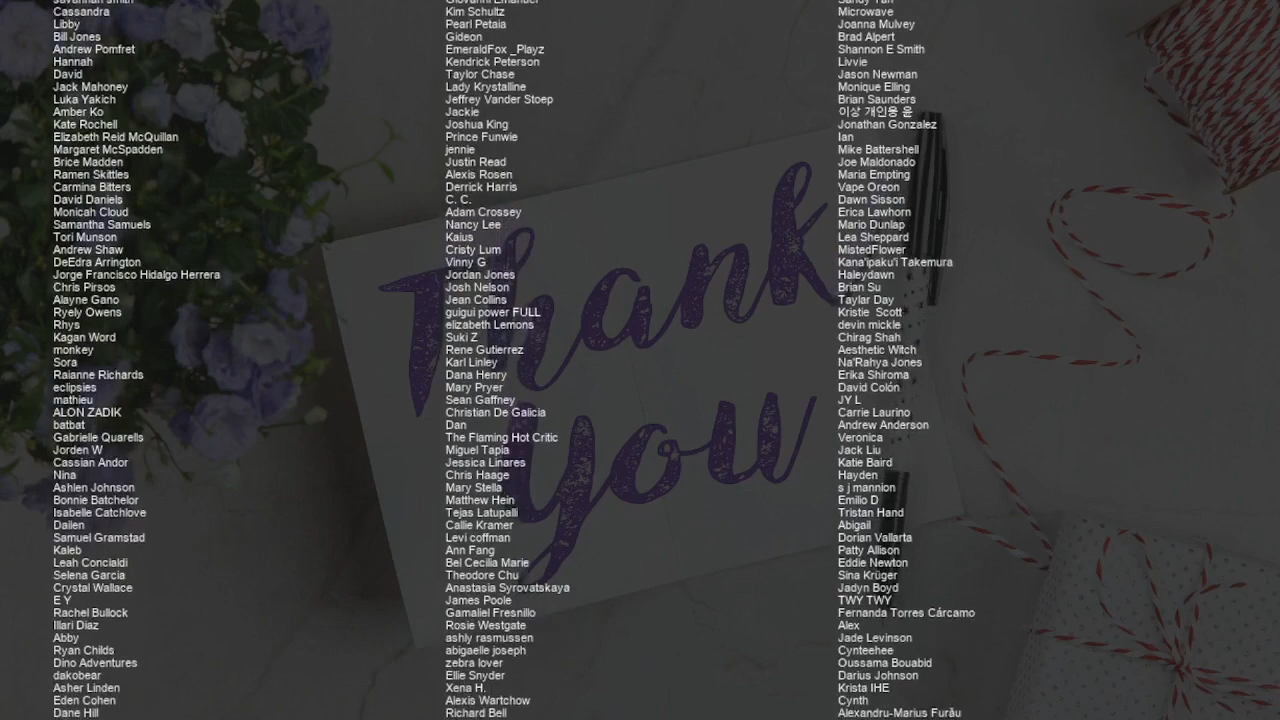 savannah smith
Cassandra
Libby
Bill Jones
Andrew Pomfret
Hannah
David
Jack Mahoney
Luka Yakich
Amber Ko
Kate Rochell
Elizabeth Reid McQuillan
Margaret McSpadden
Brice Madden
Ramen Skittles
Carmina Bitters
David Daniels
Monicah Cloud
Samantha Samuels
Tori Munson
Andrew Shaw
DeEdra Arrington
Jorge Francisco Hidalgo Herrera
Chris Pirsos
Alayne Gano
Ryely Owens
Rhys
Kagan Word
monkey
Sora
Raianne Richards
eclipsies
mathieu
ALON ZADIK
batbat
Gabrielle Quarells
Jorden W
Cassian Andor
Nina
Ashlen Johnson
Bonnie Batchelor
Isabelle Catchlove
Dailen
Samuel Gramstad
Kaleb
Leah Concialdi
Selena Garcia
Crystal Wallace
E Y
Rachel Bullock
Illari Diaz
Abby
Ryan Childs
Dino Adventures
dakobear
Asher Linden
Eden Cohen
Dane Hill
Giovanni Emanuel
Kim Schultz
Pearl Petaia
Gideon
EmeraldFox _Playz
Kendrick Peterson
Taylor Chase
Lady Krystalline
Jeffrey Vander Stoep
Jackie
Joshua King
Prince Funwie
jennie
Justin Read
Alexis Rosen
Derrick Harris
C. C.
Adam Crossey
Nancy Lee
Kaius
Cristy Lum
Vinny G
Jordan Jones
Josh Nelson
Jean Collins
guigui power FULL
elizabeth Lemons
Suki Z
Rene Gutierrez
Karl Linley
Dana Henry
Mary Pryer
Sean Gaffney
Christian De Galicia
Dan
The Flaming Hot Critic
Miguel Tapia
Jessica Linares
Chris Haage
Mary Stella
Matthew Hein
Tejas Latupalli
Callie Kramer
Levi coffman
Ann Fang
Bel Cecilia Marie
Theodore Chu
Anastasia Syrovatskaya
James Poole
Gamaliel Fresnillo
Rosie Westgate
ashly rasmussen
abigaelle joseph
zebra lover
Ellie Snyder
Xena H.
Alexis Wartchow
Richard Bell
Sandy Tan
Microwave
Joanna Mulvey
Brad Alpert
Shannon E Smith
Livvie
Jason Newman
Monique Elling
Brian Saunders
이상 개인용 윤
Jonathan Gonzalez
Ian
Mike Battershell
Joe Maldonado
Maria Empting
Vape Oreon
Dawn Sisson
Erica Lawhorn
Mario Dunlap
Lea Sheppard
MistedFlower
Kana'ipaku'i Takemura
Haleydawn
Brian Su
Taylar Day
Kristie Scott
devin mickle
Chirag Shah
Aesthetic Witch
Na'Rahya Jones
Erika Shiroma
David Colón
JY L
Carrie Laurino
Andrew Anderson
Veronica
Jack Liu
Katie Baird
Hayden
s j mannion
Emilio D
Tristan Hand
Abigail
Dorian Vallarta
Patty Allison
Eddie Newton
Sina Krüger
Jadyn Boyd
TWY TWY
Fernanda Torres Cárcamo
Alex
Jade Levinson
Cynteehee
Oussama Bouabid
Darius Johnson
Krista IHE
Cynth
Alexandru-Marius Furău
Thank
you